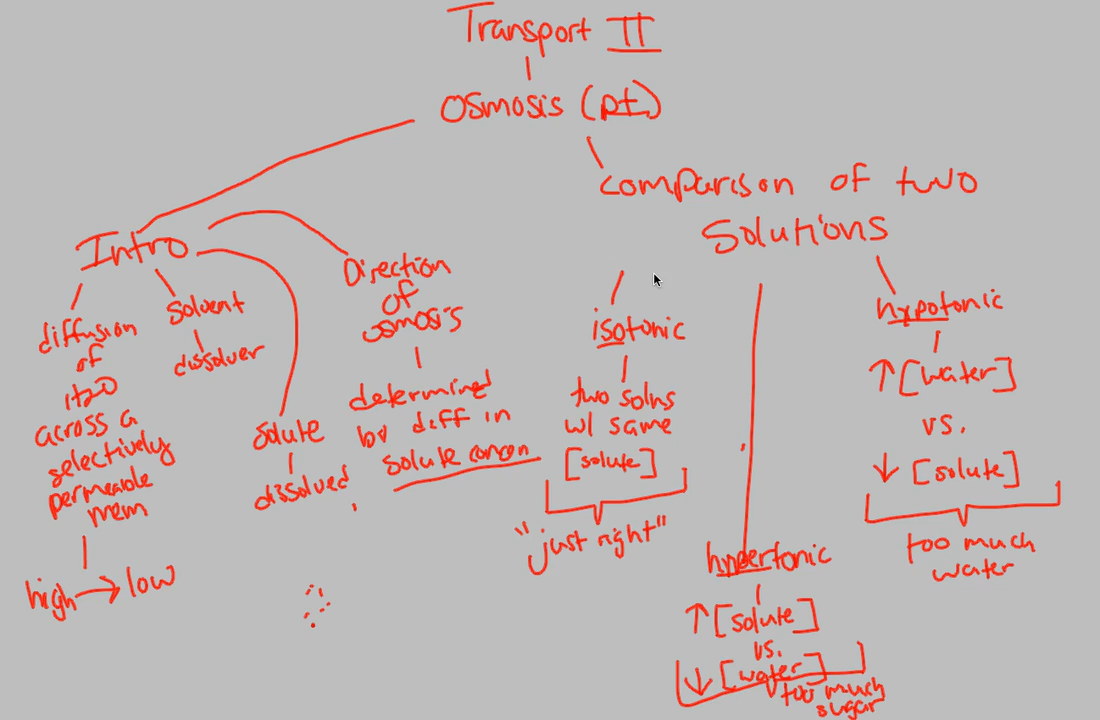 Transport II
Osmosis (pt)
Comparison of two
Solutions
Intro
diffusion
of
H20
across a
selectively
permeable
mem
high → low
Solvent
dissolver
Solute
dissolved
Direction
of
osmosis
determined
by diff in
solute concen
isotonic
two solns
w/ same
[solute]
"just right"
hypertonic
↑ [solute]
vs.
↓ [water]
too much
sugar
hypotonic
↑ [water]
vs.
↓ [solute]
too much
water